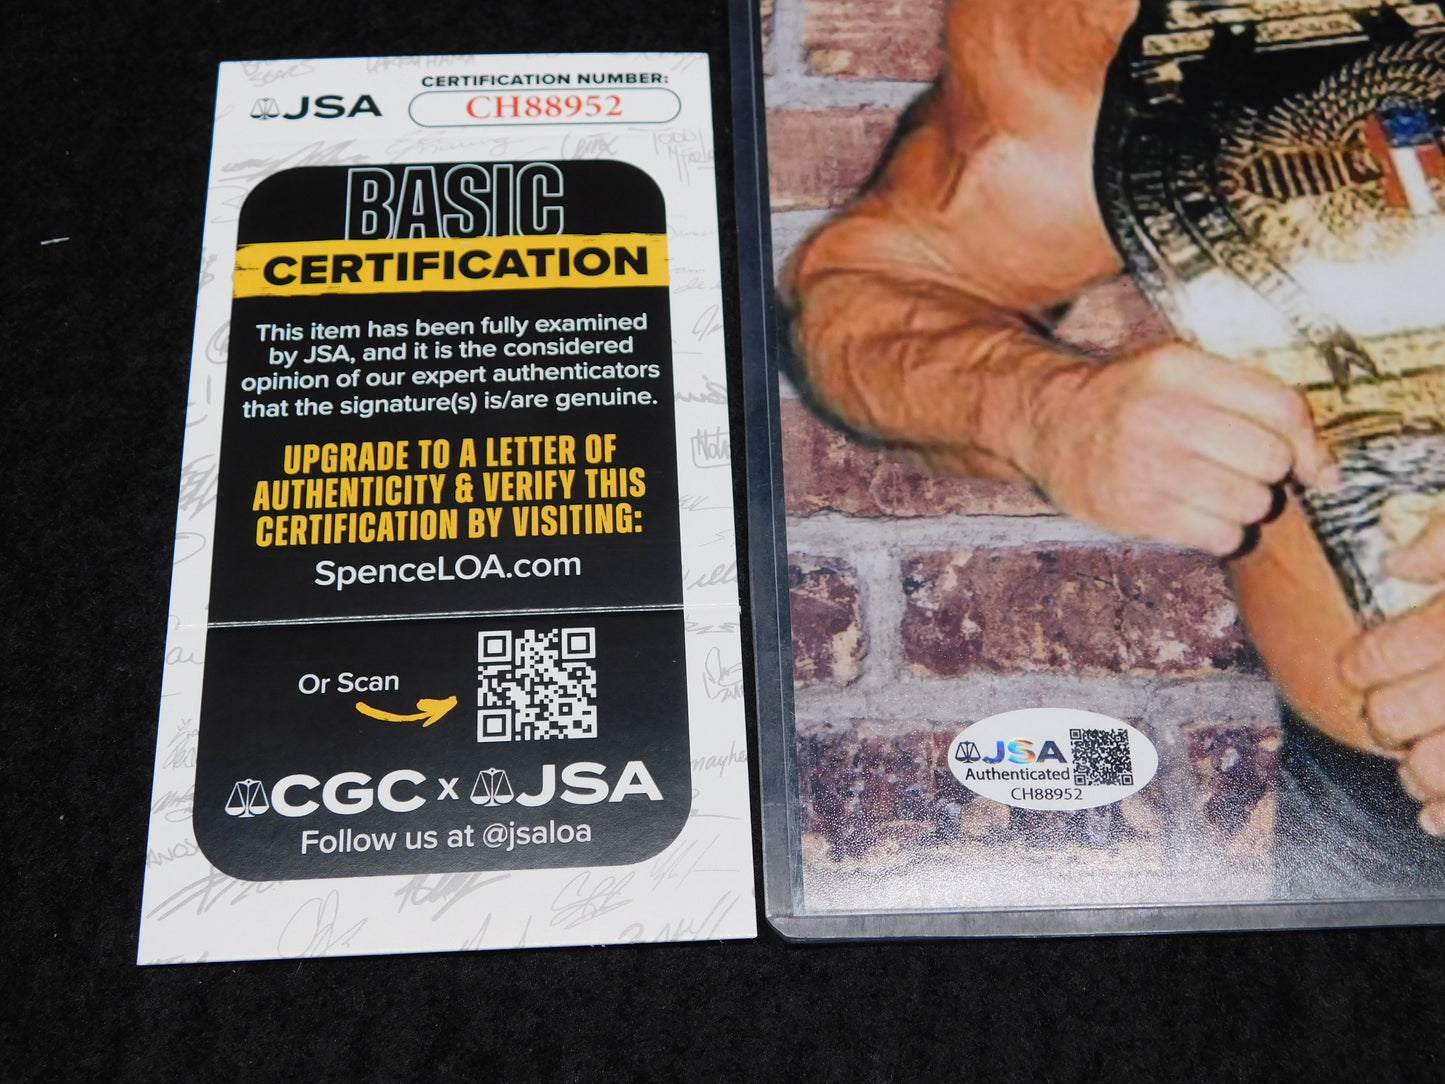 JSA
CERTIFICATION NUMBER:
CH88952
BASIC
CERTIFICATION
This item has been fully examined
by JSA, and it is the considered
opinion of our expert authenticators
that the signature(s) is/are genuine.
UPGRADE TO A LETTER OF
AUTHENTICITY & VERIFY THIS
CERTIFICATION BY VISITING:
SpenceLOA.com
Or Scan
CGC x JSA
Follow us at @jsaloa
JSA
Authenticated
CH88952